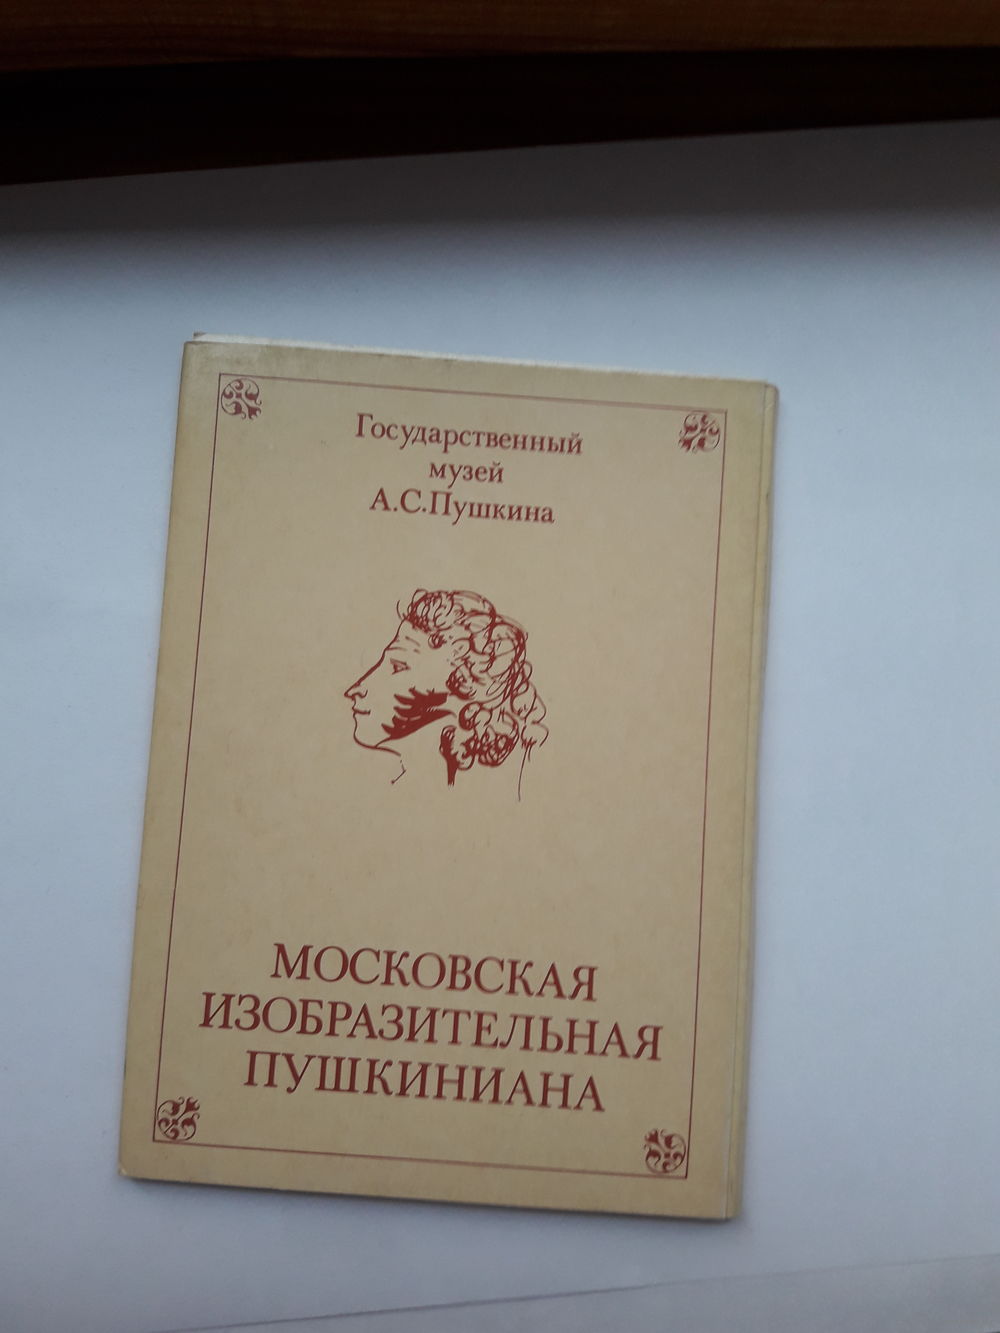 Государственный
музей
А.С.Пушкина
МОСКОВСКАЯ
ИЗОБРАЗИТЕЛЬНАЯ
ПУШКИНИАНА